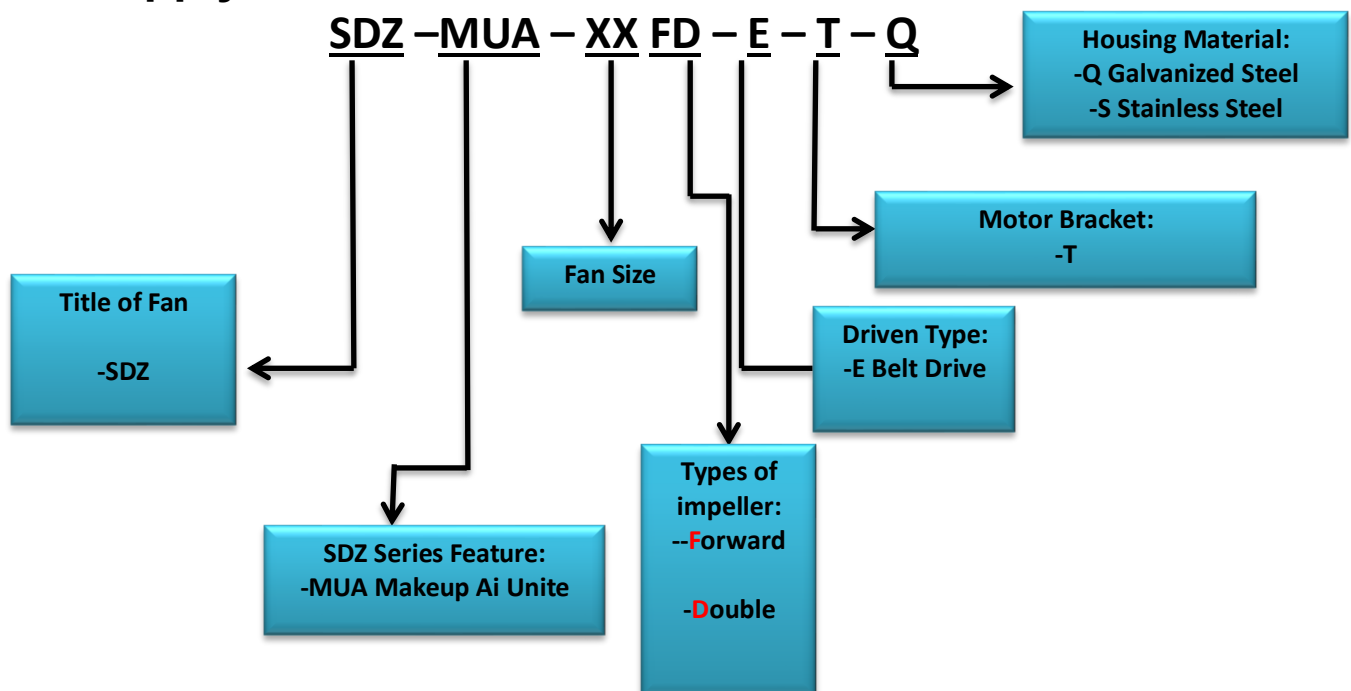 SDZ –MUA – XX FD – E – T – Q
Housing Material:
-Q Galvanized Steel
-S Stainless Steel
Motor Bracket:
-T
Fan Size
Title of Fan
-SDZ
Driven Type:
-E Belt Drive
Types of
impeller:
--Forward
-Double
SDZ Series Feature:
-MUA Makeup Ai Unite